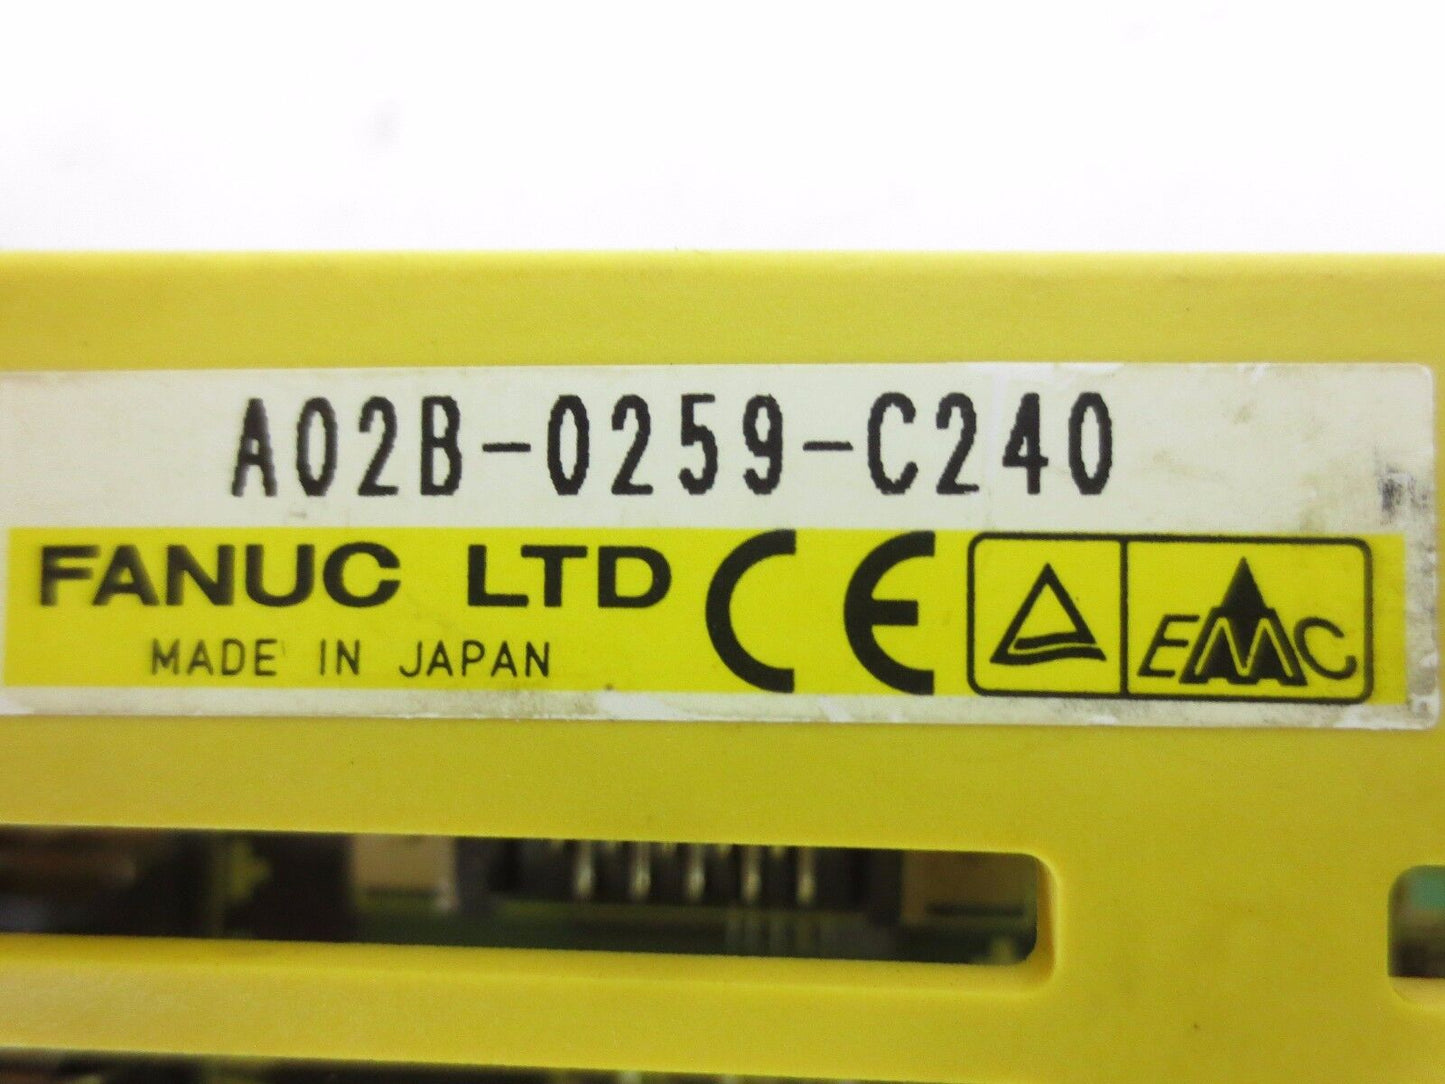 A02B-0259-C240
FANUC LTD CE EMC
MADE IN JAPAN